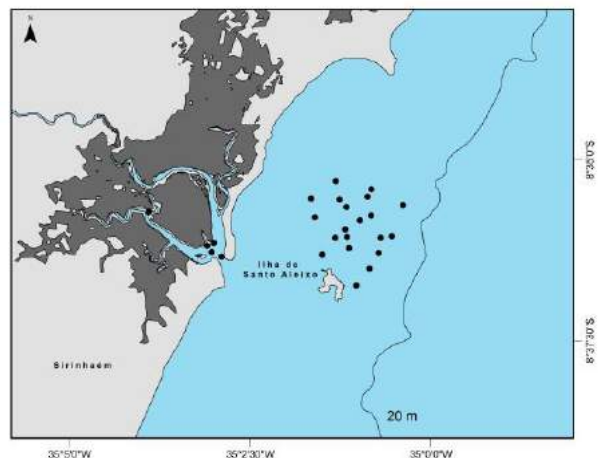 N
8°35'0"S
Ilha de
Santo Aleixo
8°37'30"S
Sirinhaém
20 m
35°5'0"W
35°2'30"W
35°0'0"W